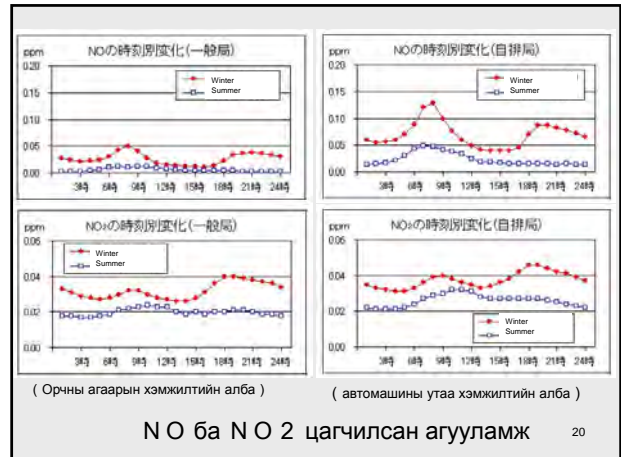 ppm NOの時刻別変化(一般局)
0.20
0.15
0.10
0.05
0.00
Winter
Summer
3時 6時 9時 12時 15時 18時 21時 24時
ppm NOの時刻別変化(自排局)
0.20
0.15
0.10
0.05
0.00
Winter
Summer
3時 6時 9時 12時 15時 18時 21時 24時
ppm NO₂の時刻別変化(一般局)
0.06
0.04
0.02
0.00
Winter
Summer
3時 6時 9時 12時 15時 18時 21時 24時
ppm NO₂の時刻別変化(自排局)
0.06
0.04
0.02
0.00
Winter
Summer
3時 6時 9時 12時 15時 18時 21時 24時
( Орчны агаарын хэмжилтийн алба )
( автомашины утаа хэмжилтийн алба )
N O ба N O 2 цагчилсан агууламж
20